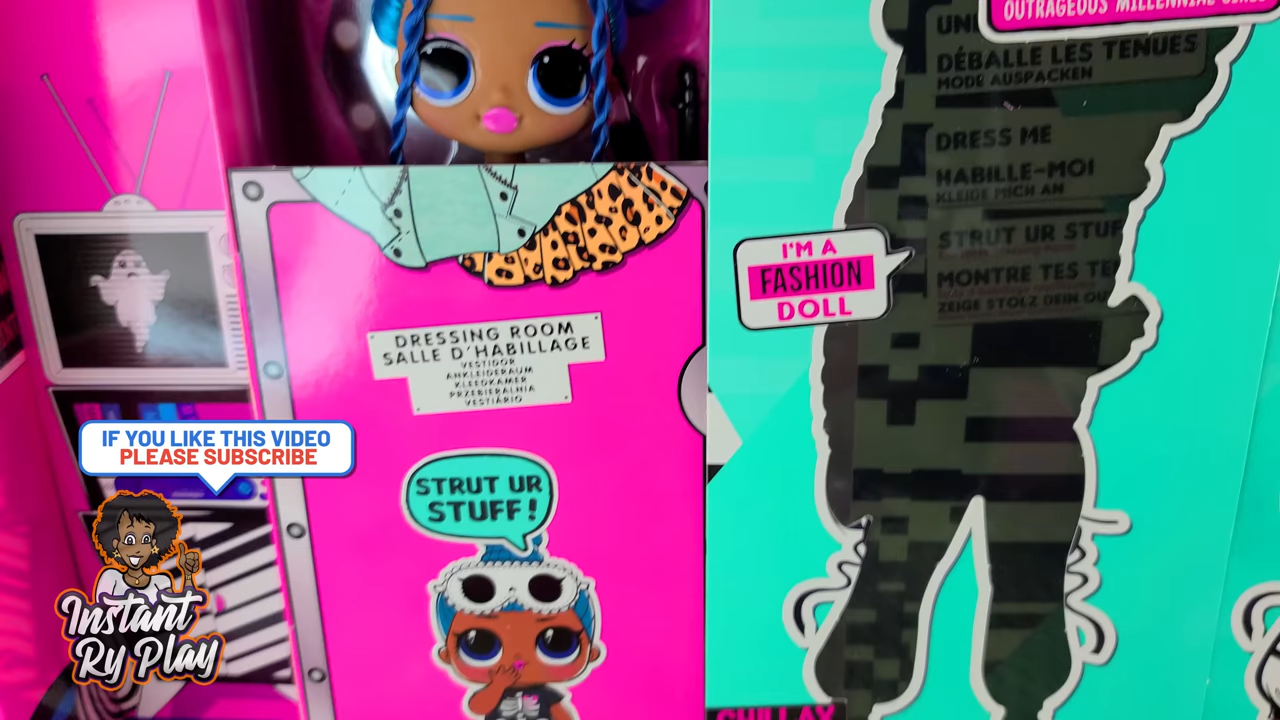 OUTRAGEOUS MILLENNIAL GIRLS
DÉBALLE LES TENUES
MODE AUSPACKEN
DRESS ME
HABILLE-MOI
KLEIDE MICH AN
STRUT UR STUF
MONTRE TES TE
ZEIGE STOLZ DEIN OU
I'M A
FASHION
DOLL
DRESSING ROOM
SALLE D'HABILLAGE
VESTIDOR
ANKLEIDERAUM
KLEEDKAMER
PRZEBIERALNIA
VESTIÁRIO
STRUT UR
STUFF!
IF YOU LIKE THIS VIDEO
PLEASE SUBSCRIBE
Instant
Ry Play
CHILLAX